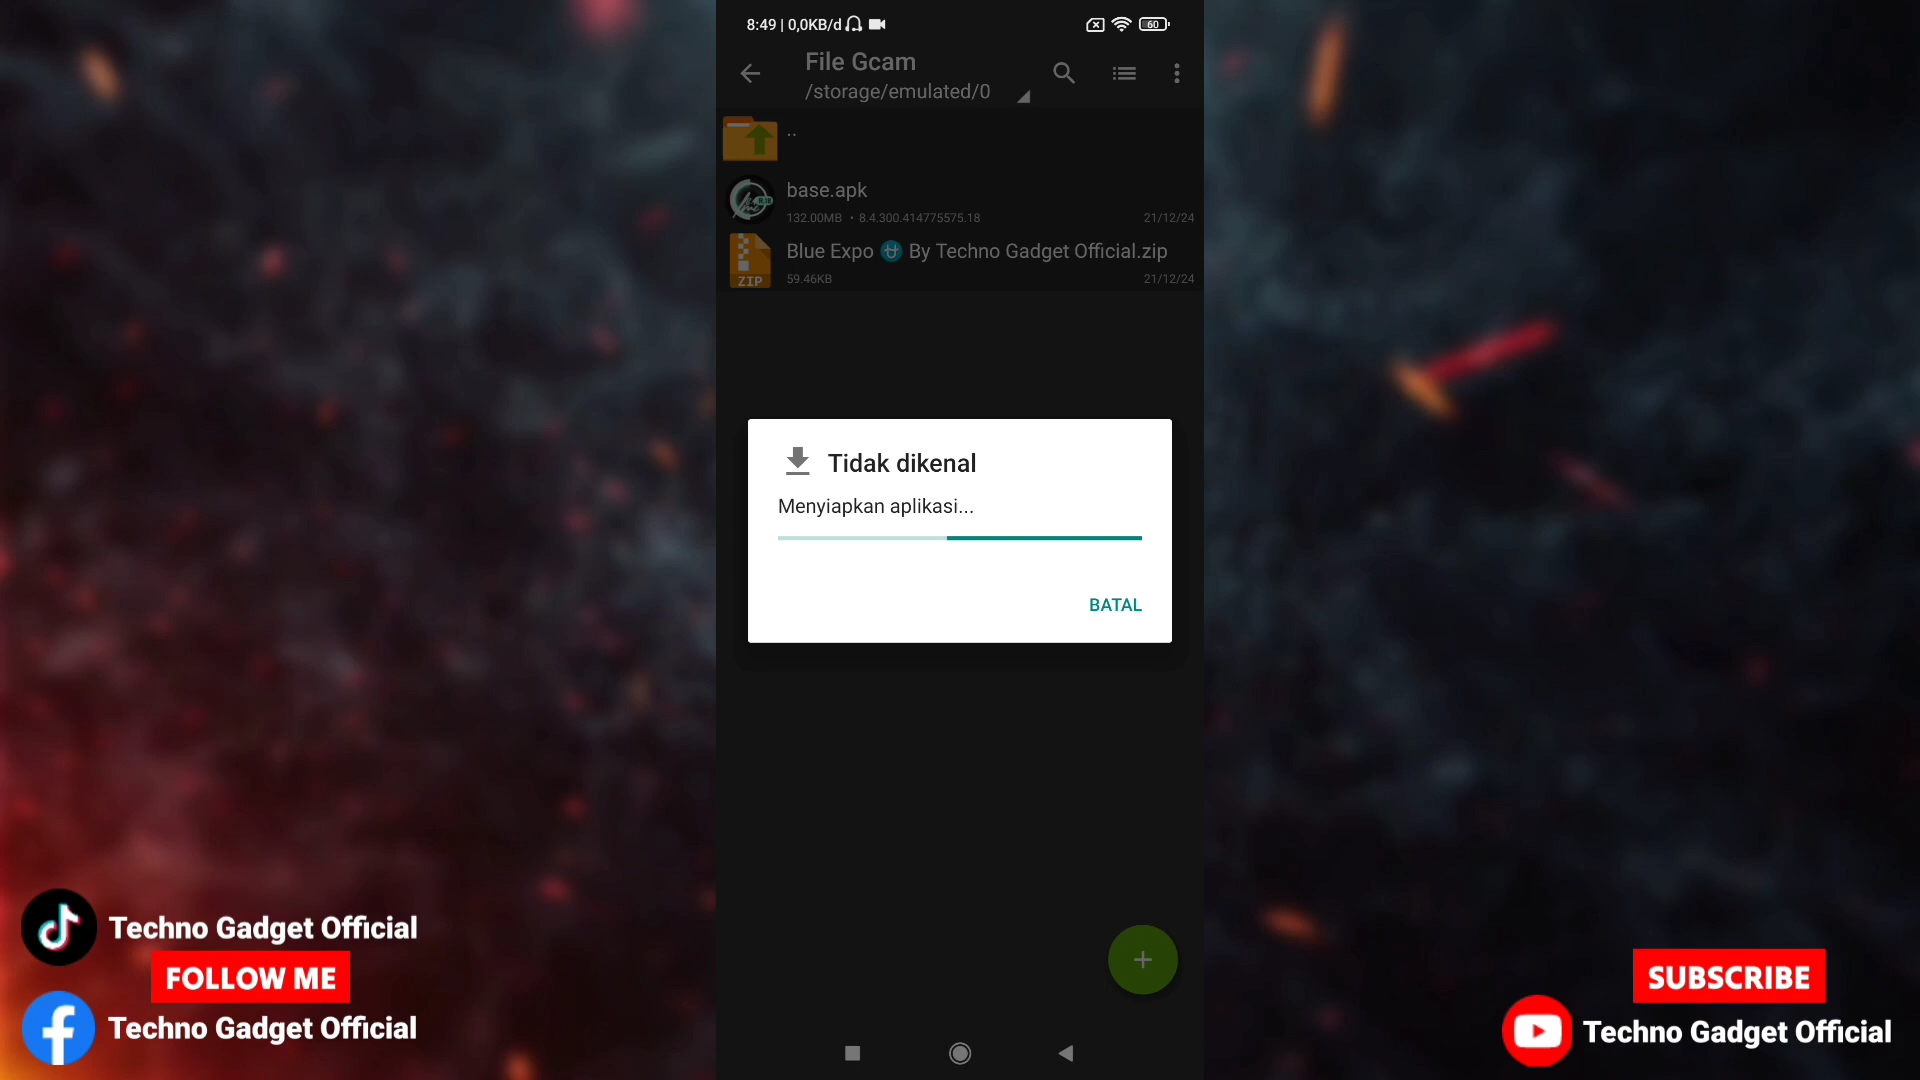 8:49 | 0,0KB/d
60
File Gcam
/storage/emulated/0
..
base.apk
132.00MB • 8.4.300.414775575.18
21/12/24
Blue Expo By Techno Gadget Official.zip
ZIP
59.46KB
21/12/24
Tidak dikenal
Menyiapkan aplikasi...
BATAL
Techno Gadget Official
FOLLOW ME
Techno Gadget Official
SUBSCRIBE
Techno Gadget Official